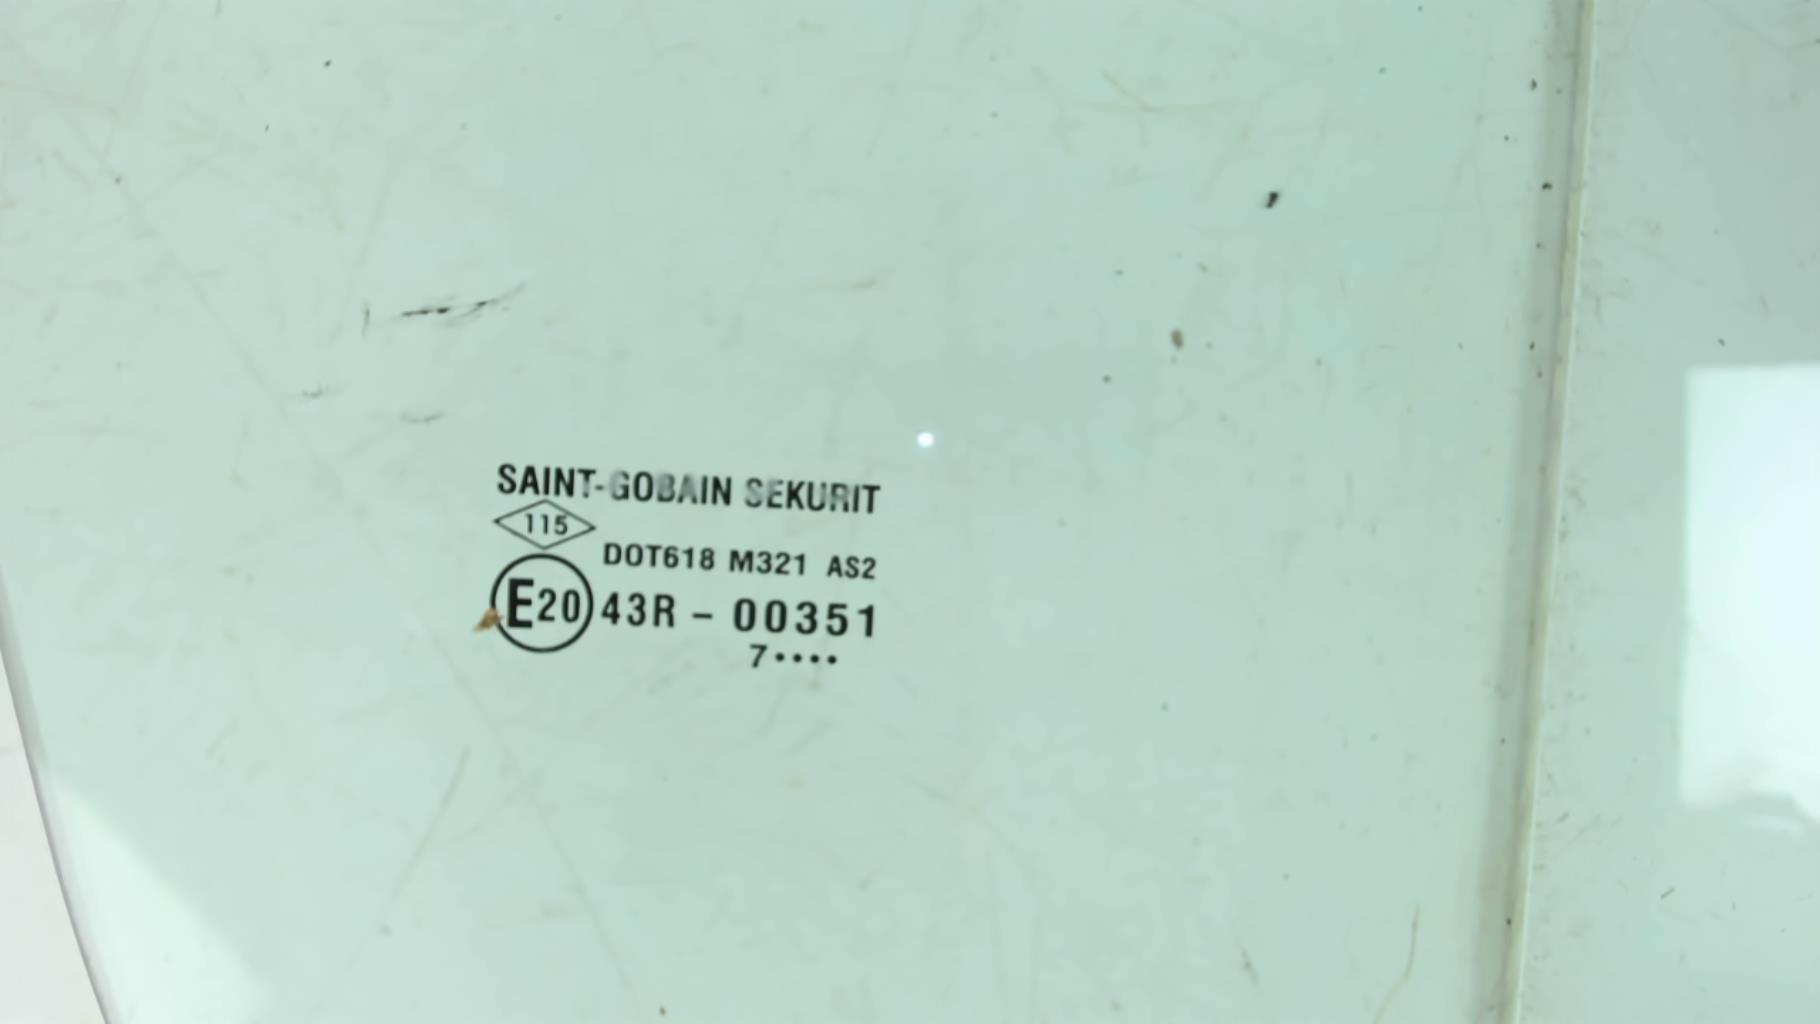 SAINT-GOBAIN SEKURIT
115
DOT618 M321 AS2
E20 43R - 00351
7••••